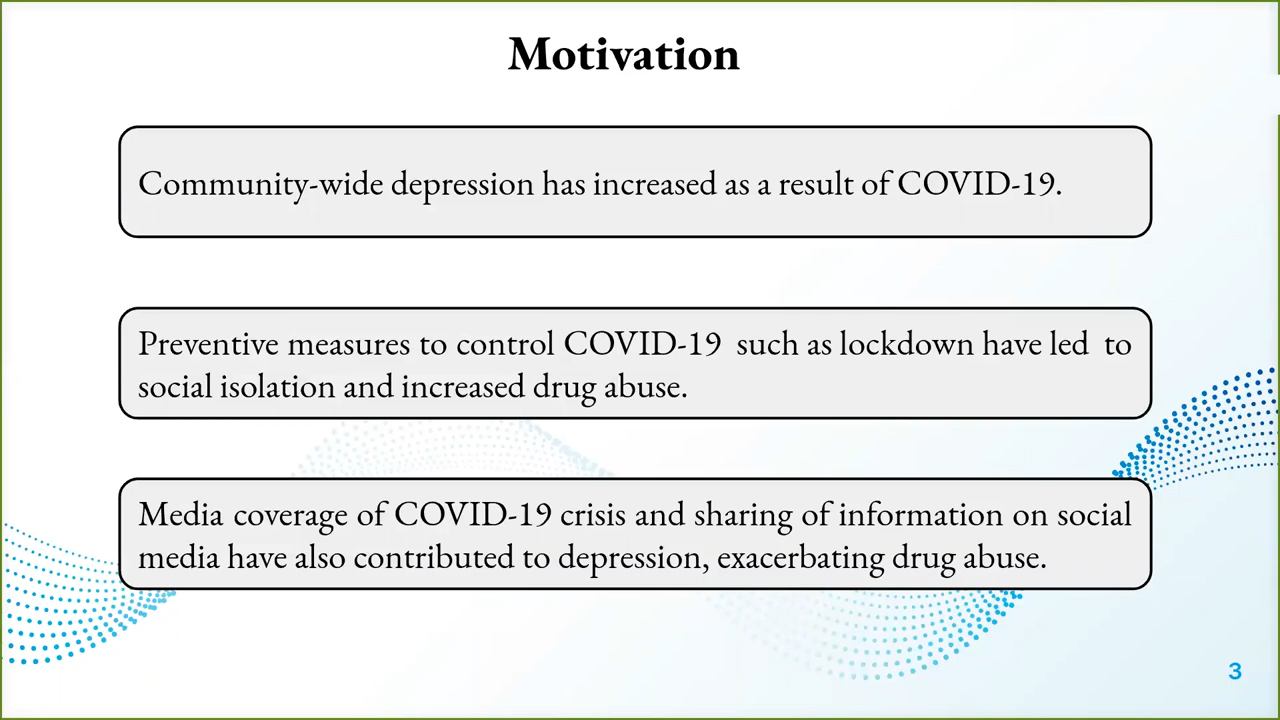 Motivation
Community-wide depression has increased as a result of COVID-19.
Preventive measures to control COVID-19 such as lockdown have led to
social isolation and increased drug abuse.
Media coverage of COVID-19 crisis and sharing of information on social
media have also contributed to depression, exacerbating drug abuse.
3